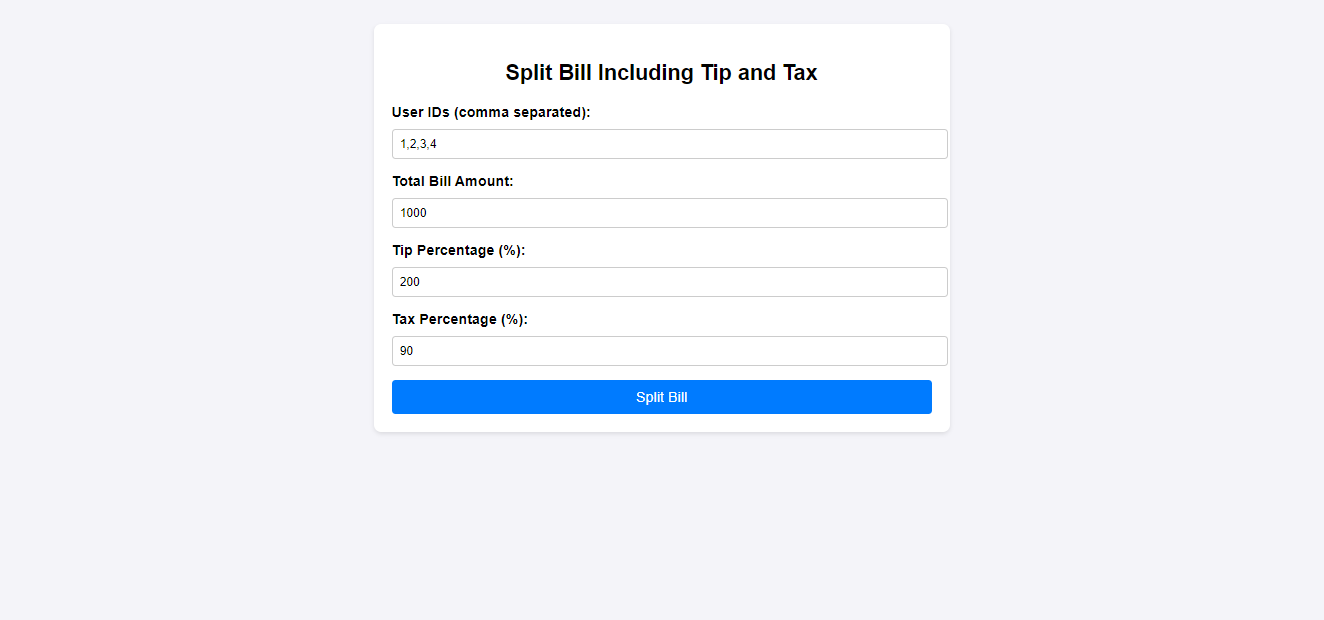 Split Bill Including Tip and Tax
User IDs (comma separated):
1,2,3,4
Total Bill Amount:
1000
Tip Percentage (%):
200
Tax Percentage (%):
90
Split Bill